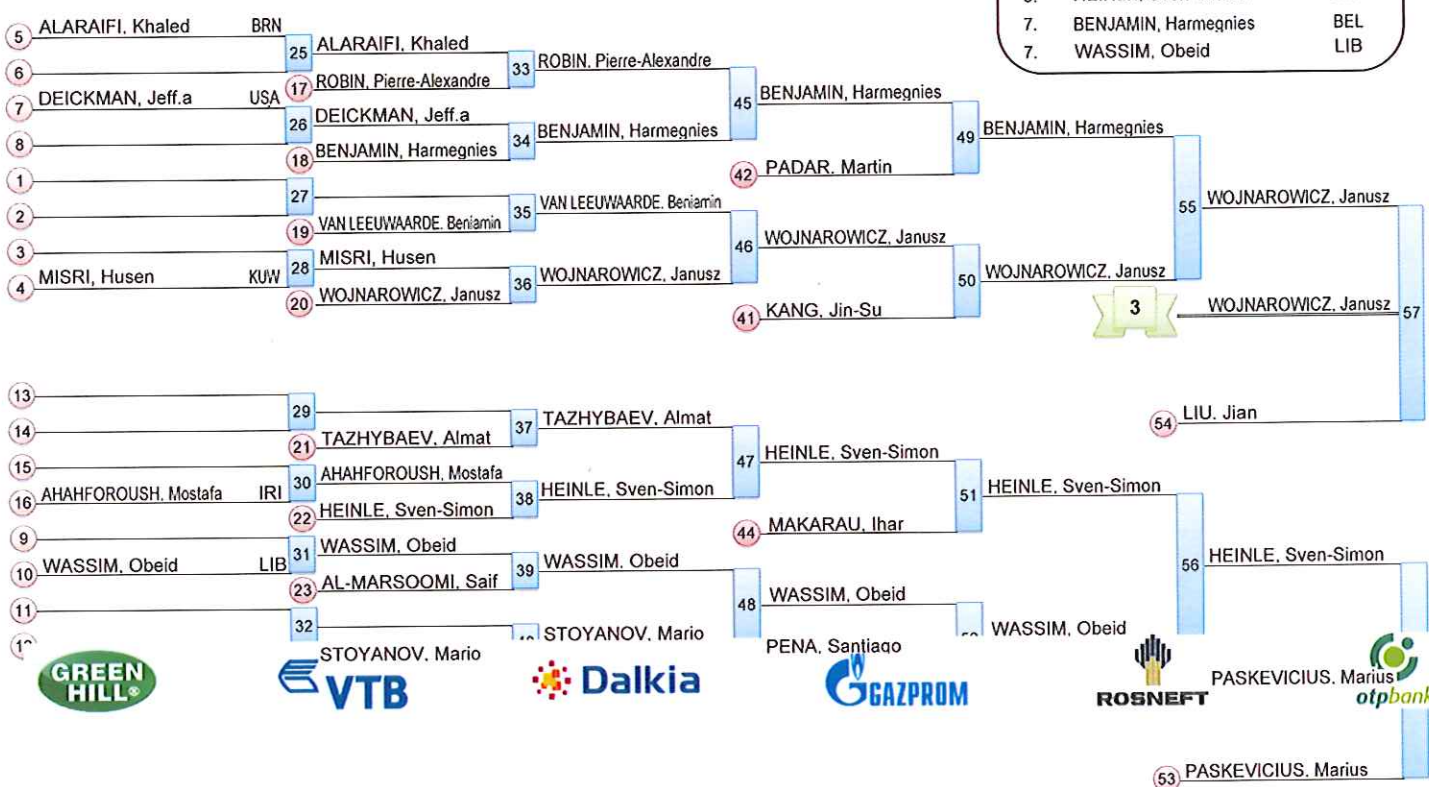 7. BENJAMIN, Harmegnies BEL
7. WASSIM, Obeid LIB
5 ALARAIFI, Khaled BRN
6
7 DEICKMAN, Jeff.a USA
8
1
2
3
4 MISRI, Husen KUW
25 ALARAIFI, Khaled
17 ROBIN, Pierre-Alexandre
26 DEICKMAN, Jeff.a
18 BENJAMIN, Harmegnies
27
19 VAN LEEUWAARDE. Beniamin
28 MISRI, Husen
20 WOJNAROWICZ, Janusz
33 ROBIN. Pierre-Alexandre
34 BENJAMIN, Harmegnies
35 VAN LEEUWAARDE. Beniamin
36 WOJNAROWICZ, Janusz
45 BENJAMIN, Harmegnies
42 PADAR. Martin
46 WOJNAROWICZ, Janusz
41 KANG, Jin-Su
49 BENJAMIN, Harmegnies
50 WOJNAROWICZ, Janusz
55 WOJNAROWICZ, Janusz
3 WOJNAROWICZ, Janusz
57
54 LIU. Jian
13
14
15
16 AHAHFOROUSH, Mostafa IRI
9
10 WASSIM, Obeid LIB
11
29
21 TAZHYBAEV, Almat
30 AHAHFOROUSH, Mostafa
22 HEINLE, Sven-Simon
31 WASSIM, Obeid
23 AL-MARSOOMI, Saif
32
STOYANOV. Mario
37 TAZHYBAEV, Almat
38 HEINLE, Sven-Simon
39 WASSIM. Obeid
STOYANOV. Mario
47 HEINLE, Sven-Simon
44 MAKARAU, Ihar
48 WASSIM, Obeid
PENA, Santiago
51 HEINLE, Sven-Simon
WASSIM, Obeid
56 HEINLE, Sven-Simon
PASKEVICIUS. Marius
53 PASKEVICIUS. Marius
GREEN HILL®
VTB
Dalkia
GAZPROM
ROSNEFT
otpbank